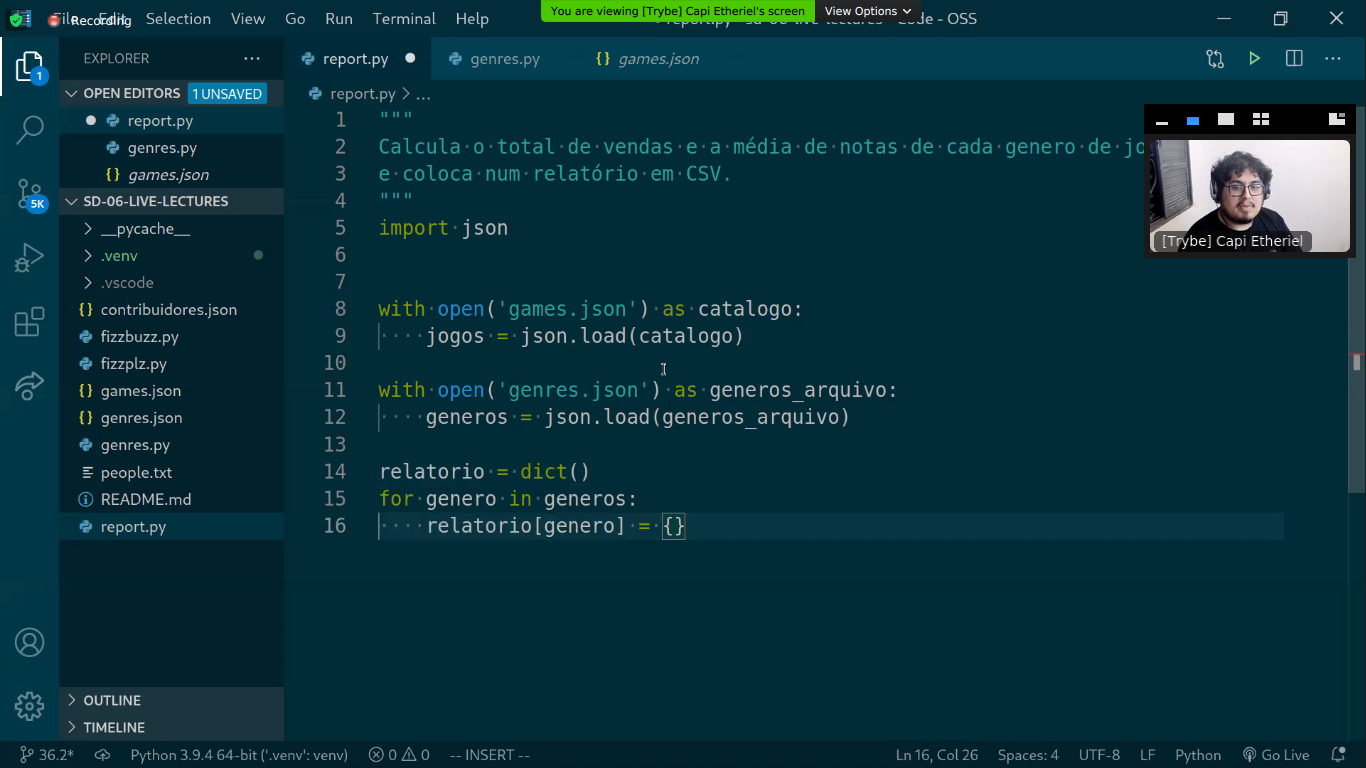 File Edit Selection View Go Run Terminal Help
Recording
You are viewing [Trybe] Capi Etheriel's screen
View Options
report.py - sd-06-live-lectures - Code - OSS
EXPLORER
report.py
genres.py
{} games.json
OPEN EDITORS 1 UNSAVED
report.py
genres.py
{} games.json
SD-06-LIVE-LECTURES
__pycache__
.venv
.vscode
{} contribuidores.json
fizzbuzz.py
fizzplz.py
{} games.json
{} genres.json
genres.py
people.txt
README.md
report.py
OUTLINE
TIMELINE
1
5K
report.py > ...
1 """
2 Calcula·o·total·de·vendas·e·a·média·de·notas·de·cada·genero·de·jo
3 e·coloca·num·relatório·em·CSV.
4 """
5 import·json
6
7
8 with·open('games.json')·as·catalogo:
9 ····jogos·=·json.load(catalogo)
10
11 with·open('genres.json')·as·generos_arquivo:
12 ····generos·=·json.load(generos_arquivo)
13
14 relatorio·=·dict()
15 for·genero·in·generos:
16 ····relatorio[genero]·=·{}
[Trybe] Capi Etheriel
36.2* Python 3.9.4 64-bit ('.venv': venv) 0 0 -- INSERT -- Ln 16, Col 26 Spaces: 4 UTF-8 LF Python Go Live